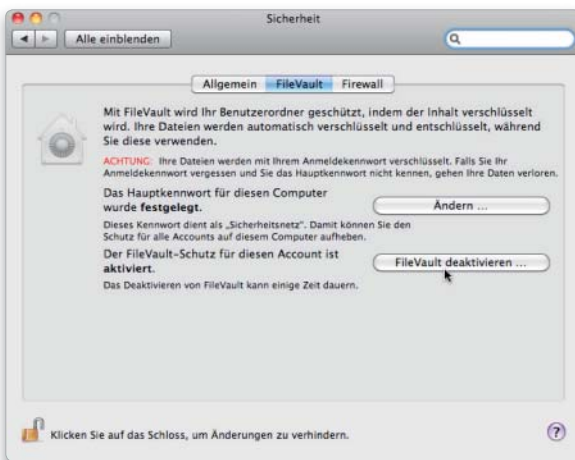 Sicherheit
Alle einblenden
Allgemein FileVault Firewall
Mit FileVault wird Ihr Benutzerordner geschützt, indem der Inhalt verschlüsselt
wird. Ihre Dateien werden automatisch verschlüsselt und entschlüsselt, während
Sie diese verwenden.
ACHTUNG: Ihre Dateien werden mit Ihrem Anmeldekennwort verschlüsselt. Falls Sie Ihr
Anmeldekennwort vergessen und Sie das Hauptkennwort nicht kennen, gehen Ihre Daten verloren.
Das Hauptkennwort für diesen Computer
wurde festgelegt.
Ändern ...
Dieses Kennwort dient als „Sicherheitsnetz“. Damit können Sie den
Schutz für alle Accounts auf diesem Computer aufheben.
Der FileVault-Schutz für diesen Account ist
aktiviert.
FileVault deaktivieren ...
Das Deaktivieren von FileVault kann einige Zeit dauern.
Klicken Sie auf das Schloss, um Änderungen zu verhindern.
?